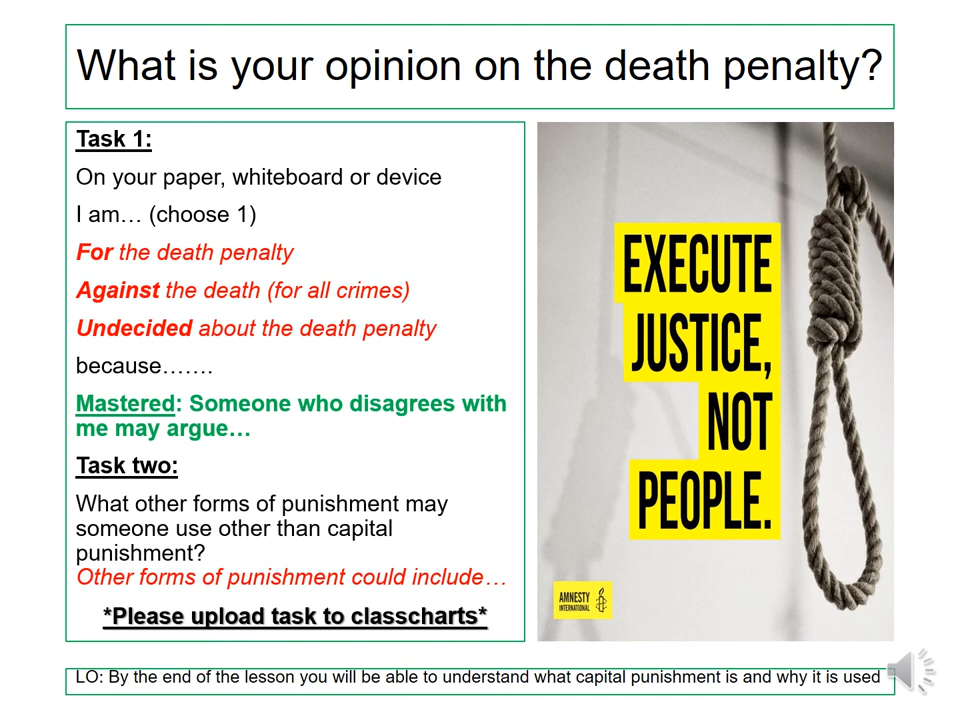 What is your opinion on the death penalty?
Task 1:
On your paper, whiteboard or device
I am… (choose 1)
For the death penalty
Against the death (for all crimes)
Undecided about the death penalty
because…….
Mastered: Someone who disagrees with
me may argue…
Task two:
What other forms of punishment may
someone use other than capital
punishment?
Other forms of punishment could include…
*Please upload task to classcharts*
EXECUTE
JUSTICE,
NOT
PEOPLE.
AMNESTY
INTERNATIONAL
LO: By the end of the lesson you will be able to understand what capital punishment is and why it is used